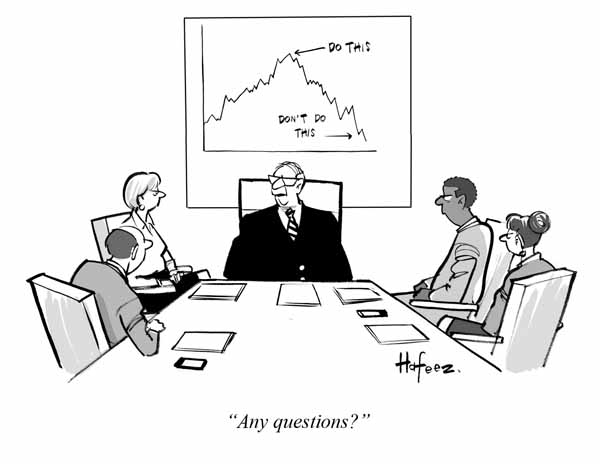 DO THIS
DON'T DO
THIS
Hafeez.
“Any questions?”